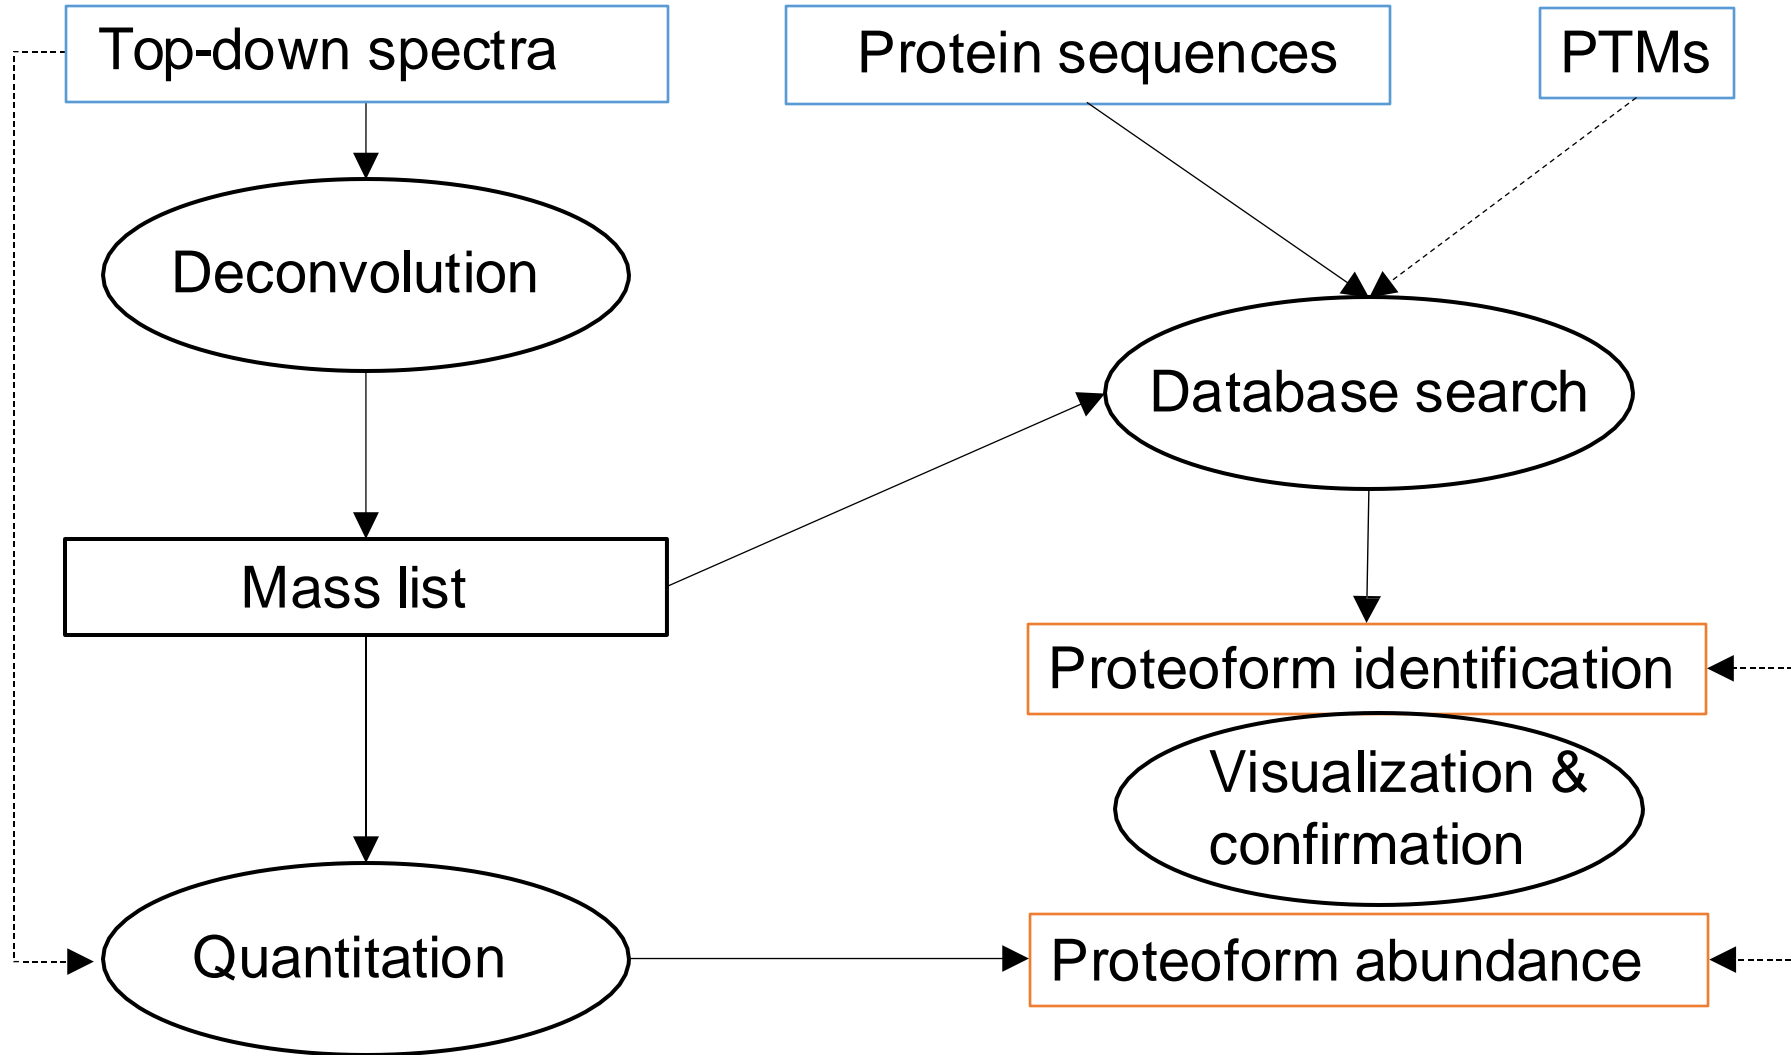 Top-down spectra
Protein sequences
PTMs
Deconvolution
Database search
Mass list
Proteoform identification
Visualization &
confirmation
Quantitation
Proteoform abundance